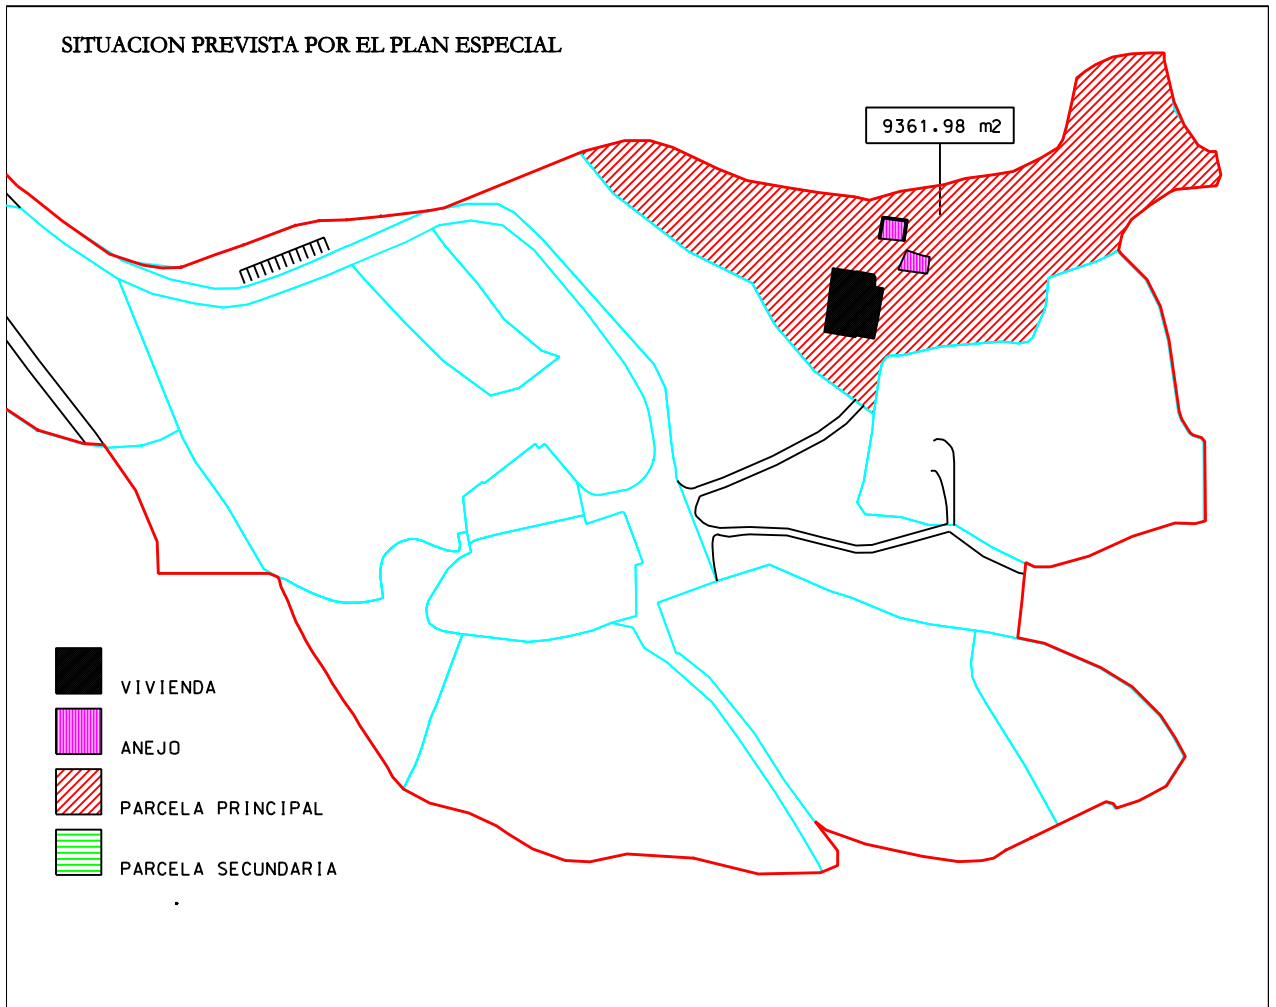 SITUACION PREVISTA POR EL PLAN ESPECIAL
9361.98 m2
VIVIENDA
ANEJO
PARCELA PRINCIPAL
PARCELA SECUNDARIA